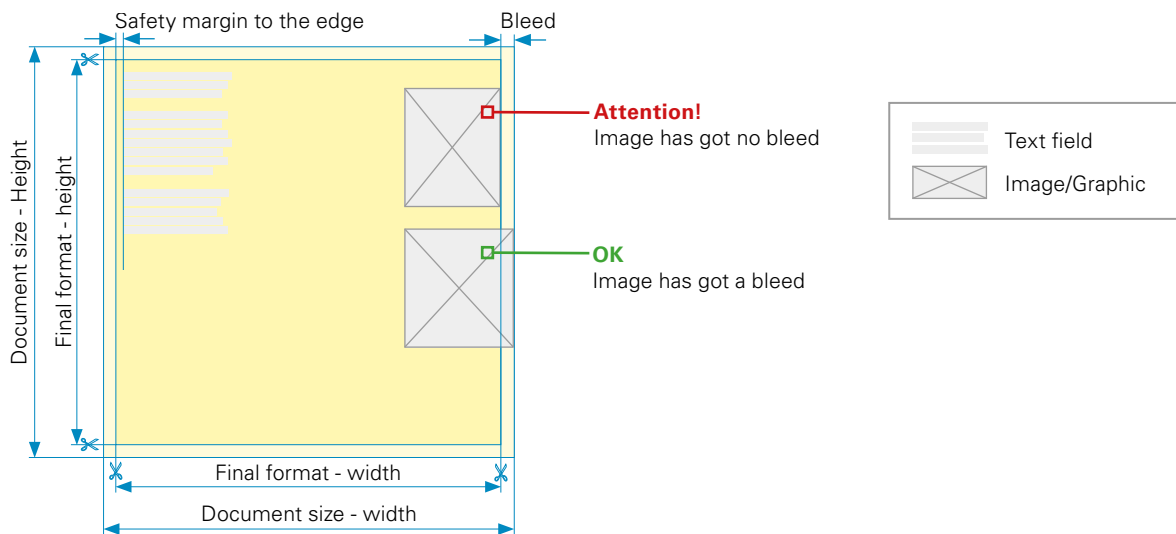 Safety margin to the edge
Bleed
Document size - Height
Final format - height
Attention!
Image has got no bleed
OK
Image has got a bleed
Text field
Image/Graphic
Final format - width
Document size - width